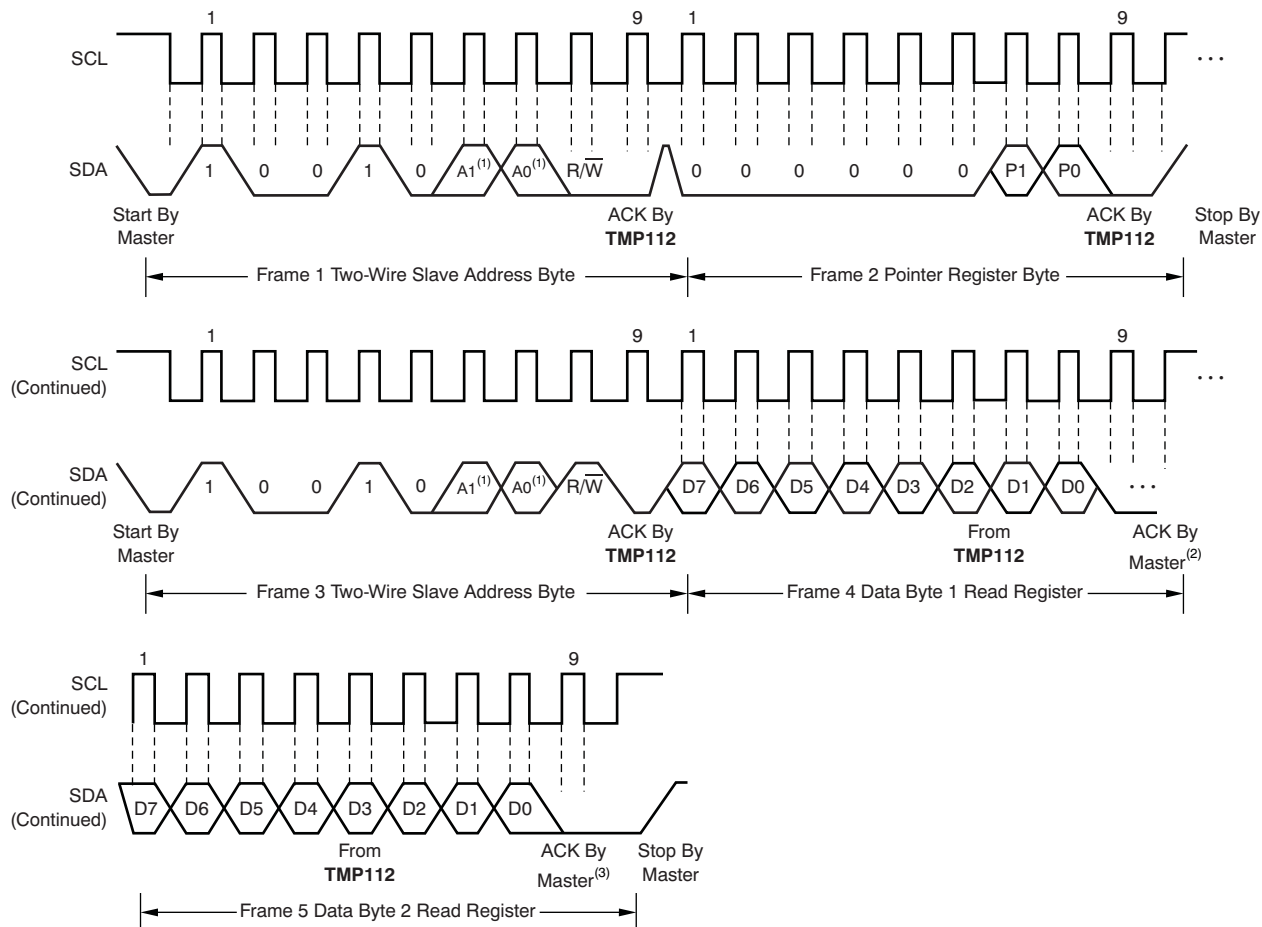 1 9 1 9
SCL
...
SDA
1 0 0 1 0 A1(1) A0(1) R/W̅ 0 0 0 0 0 0 P1 P0
Start By
Master
ACK By
TMP112
ACK By
TMP112
Stop By
Master
Frame 1 Two-Wire Slave Address Byte
Frame 2 Pointer Register Byte
1 9 1 9
SCL
(Continued)
...
SDA
(Continued)
1 0 0 1 0 A1(1) A0(1) R/W̅ D7 D6 D5 D4 D3 D2 D1 D0 ...
Start By
Master
ACK By
TMP112
From
TMP112
ACK By
Master(2)
Frame 3 Two-Wire Slave Address Byte
Frame 4 Data Byte 1 Read Register
1 9
SCL
(Continued)
SDA
(Continued)
D7 D6 D5 D4 D3 D2 D1 D0
From
TMP112
ACK By
Master(3)
Stop By
Master
Frame 5 Data Byte 2 Read Register